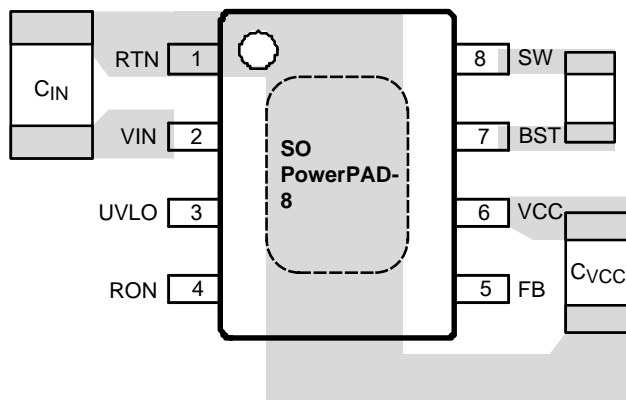 RTN 1
8 SW
CIN
VIN 2
7 BST
SO
PowerPAD-
8
UVLO 3
6 VCC
CVCC
RON 4
5 FB